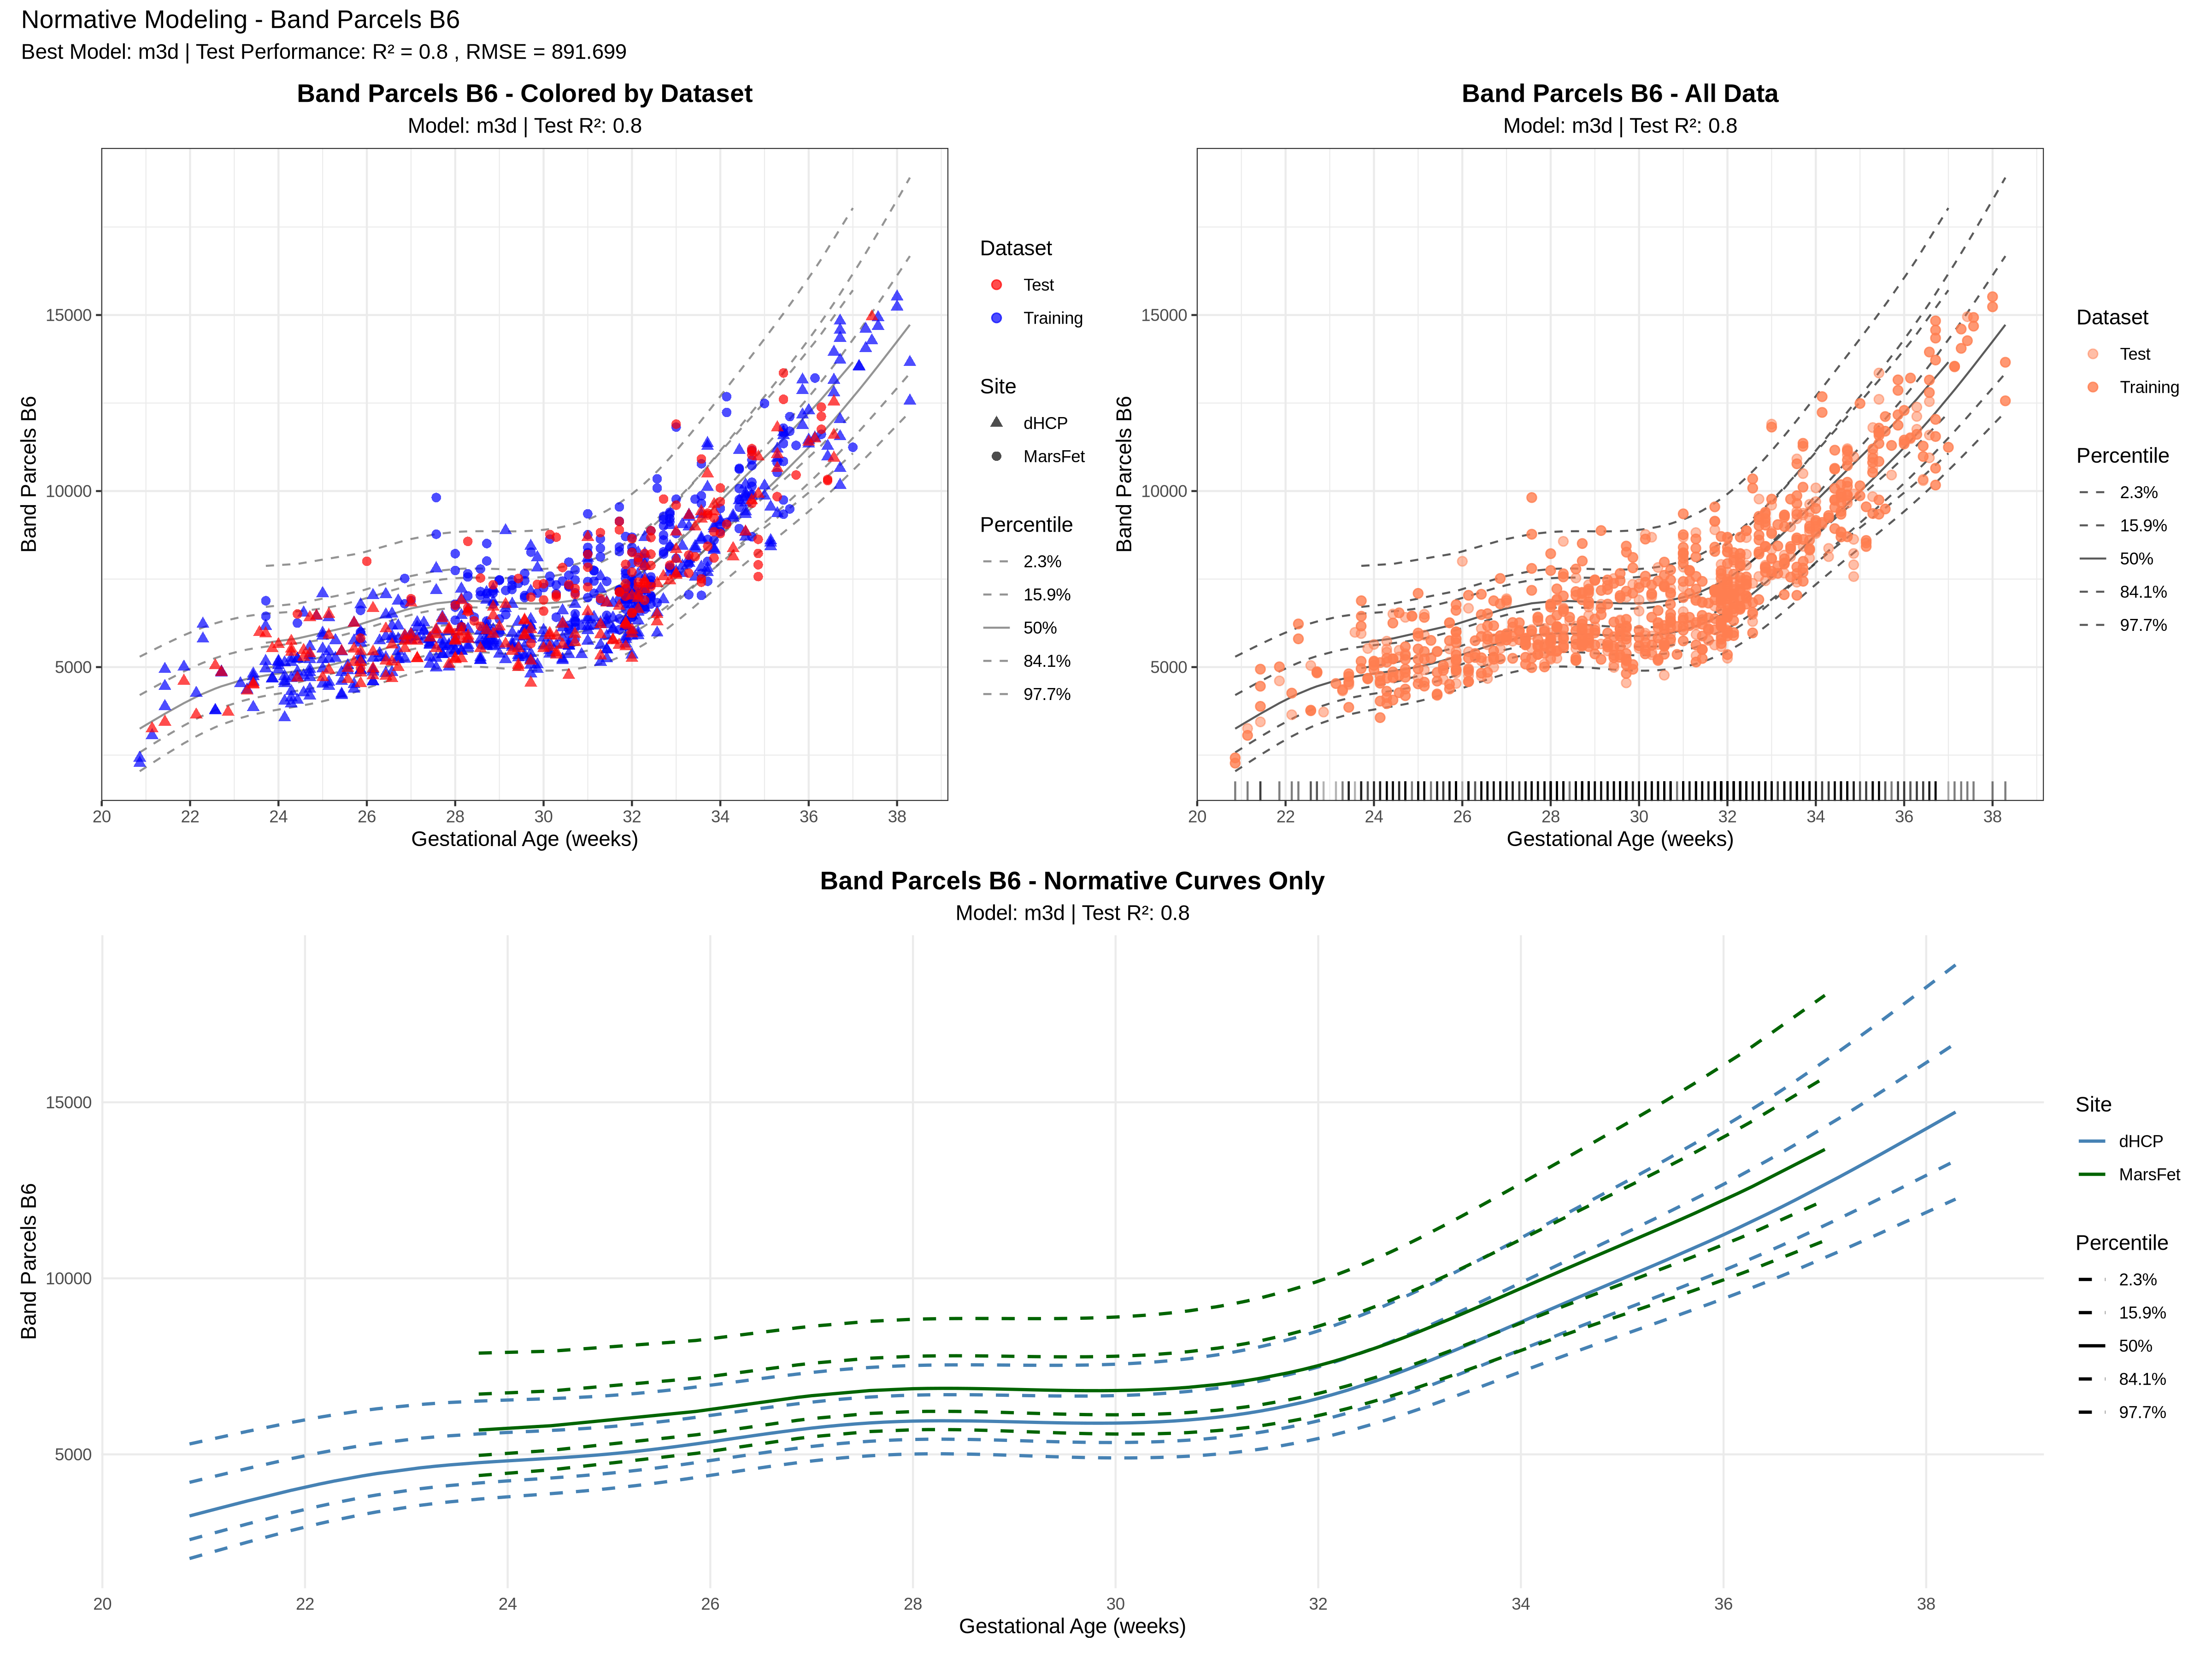 Normative Modeling - Band Parcels B6
Best Model: m3d | Test Performance: R² = 0.8 , RMSE = 891.699
Band Parcels B6 - Colored by Dataset
Model: m3d | Test R²: 0.8
Band Parcels B6
15000
10000
5000
20 22 24 26 28 30 32 34 36 38
Gestational Age (weeks)
Dataset
Test
Training
Site
dHCP
MarsFet
Percentile
2.3%
15.9%
50%
84.1%
97.7%
Band Parcels B6 - All Data
Model: m3d | Test R²: 0.8
Band Parcels B6
15000
10000
5000
20 22 24 26 28 30 32 34 36 38
Gestational Age (weeks)
Dataset
Test
Training
Percentile
2.3%
15.9%
50%
84.1%
97.7%
Band Parcels B6 - Normative Curves Only
Model: m3d | Test R²: 0.8
Band Parcels B6
15000
10000
5000
20 22 24 26 28 30 32 34 36 38
Gestational Age (weeks)
Site
dHCP
MarsFet
Percentile
2.3%
15.9%
50%
84.1%
97.7%